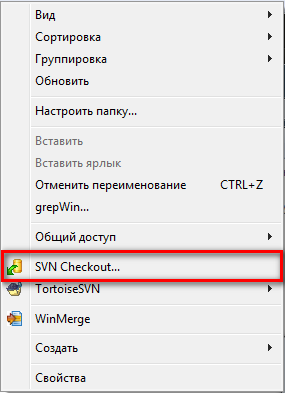 Вид
Сортировка
Группировка
Обновить
Настроить папку...
Вставить
Вставить ярлык
Отменить переименование CTRL+Z
grepWin...
Общий доступ
SVN Checkout...
TortoiseSVN
WinMerge
Создать
Свойства